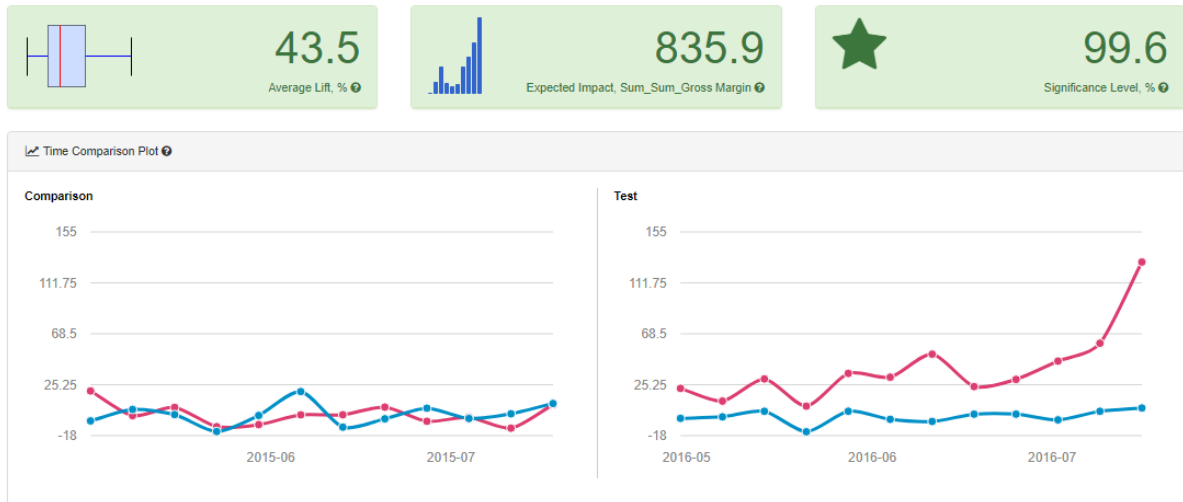 43.5
Average Lift, %
835.9
Expected Impact, Sum_Sum_Gross Margin
99.6
Significance Level, %
Time Comparison Plot
Comparison
155
111.75
68.5
25.25
-18
2015-06 2015-07
Test
155
111.75
68.5
25.25
-18
2016-05 2016-06 2016-07